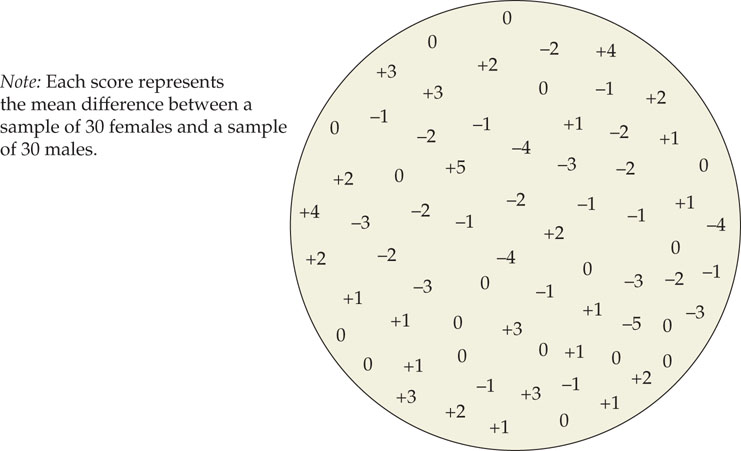 0
0 −2 +4
+3 +2
+3 0 −1 +2
Note: Each score represents
the mean difference between a
sample of 30 females and a sample
of 30 males.
0 −1 −2 −1 +1 −2 +1
−4
+2 0 +5 −3 −2 0
+4 −3 −2 −1 −2 −1 −1 +1 −4
+2
+2 −2 −4 0
+1 −3 0 −1 0 −3 −2 −1
+1 −3
0 +1 0 +3 −5 0
0 +1 0 0 +1 0 0
+3 −1 +3 −1 +2
+2 +1
+1 0